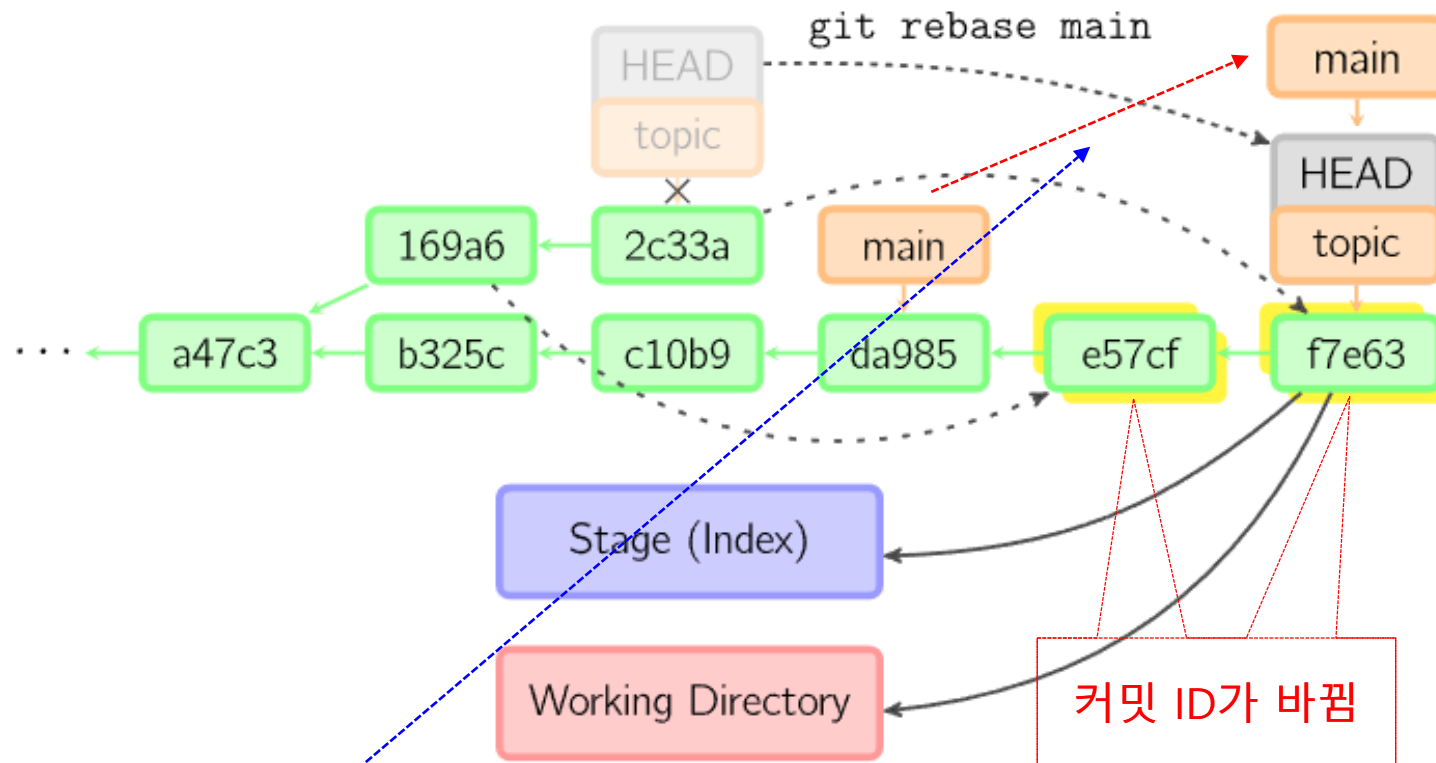 git rebase main
main
HEAD
topic
HEAD
topic
169a6
2c33a
main
...
a47c3
b325c
c10b9
da985
e57cf
f7e63
Stage (Index)
Working Directory
커밋 ID가 바뀜